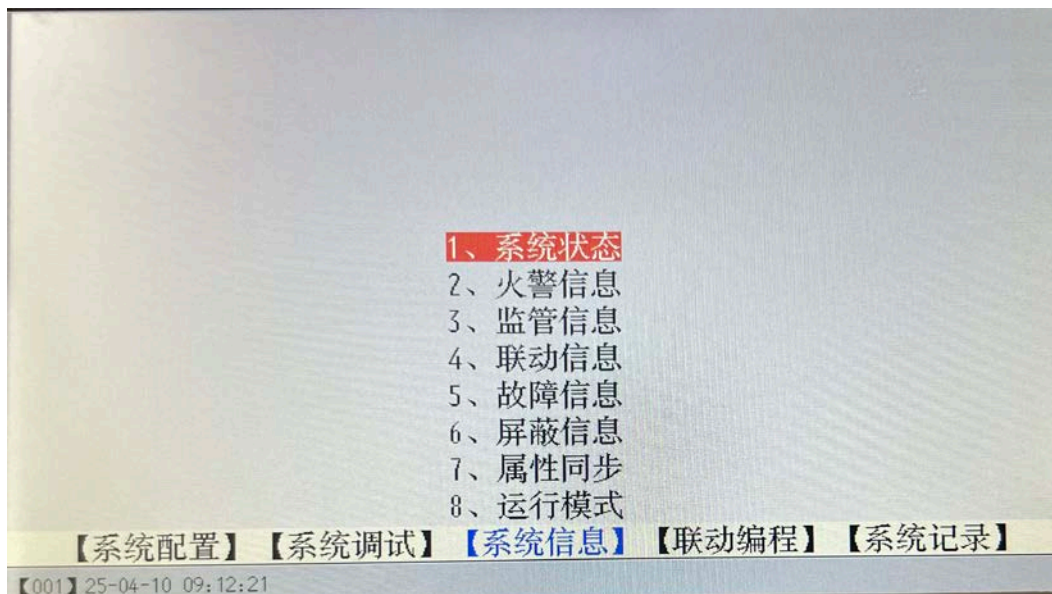 1、系统状态
2、火警信息
3、监管信息
4、联动信息
5、故障信息
6、屏蔽信息
7、属性同步
8、运行模式
【系统配置】【系统调试】【系统信息】【联动编程】【系统记录】
【001】25-04-10 09:12:21